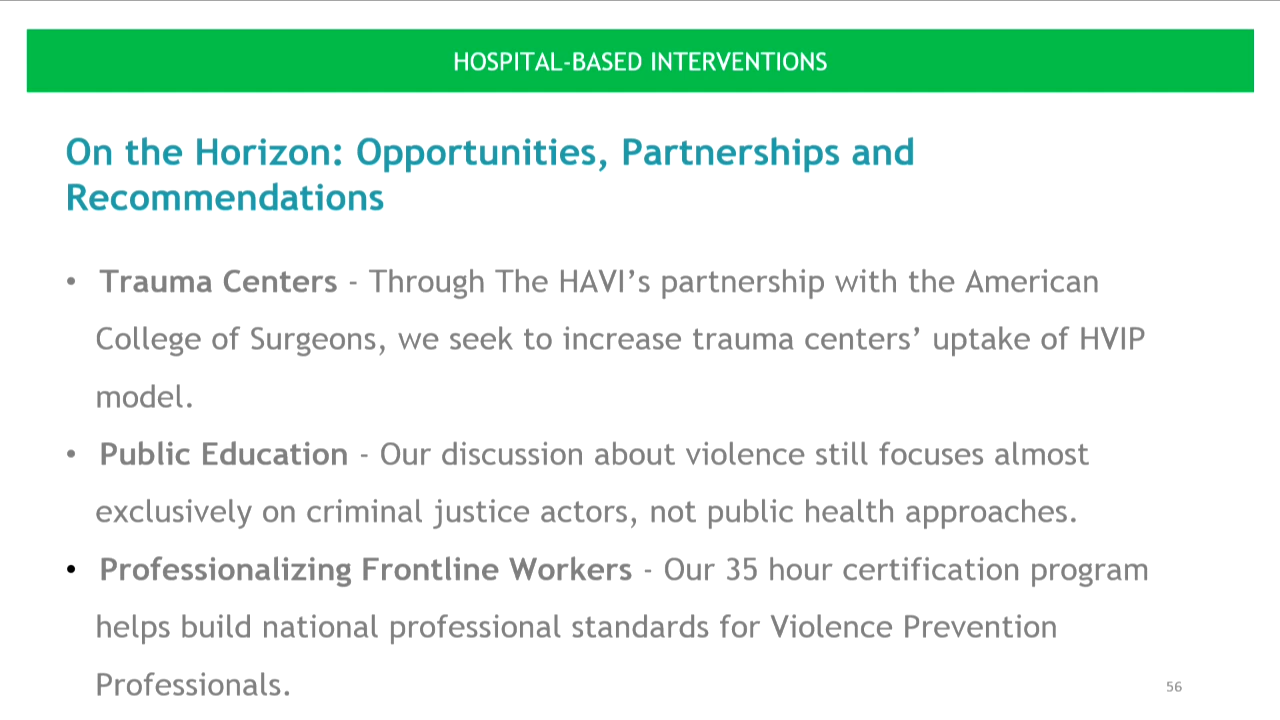 HOSPITAL-BASED INTERVENTIONS
On the Horizon: Opportunities, Partnerships and
Recommendations
• Trauma Centers - Through The HAVI’s partnership with the American
College of Surgeons, we seek to increase trauma centers’ uptake of HVIP
model.
• Public Education - Our discussion about violence still focuses almost
exclusively on criminal justice actors, not public health approaches.
• Professionalizing Frontline Workers - Our 35 hour certification program
helps build national professional standards for Violence Prevention
Professionals.
56